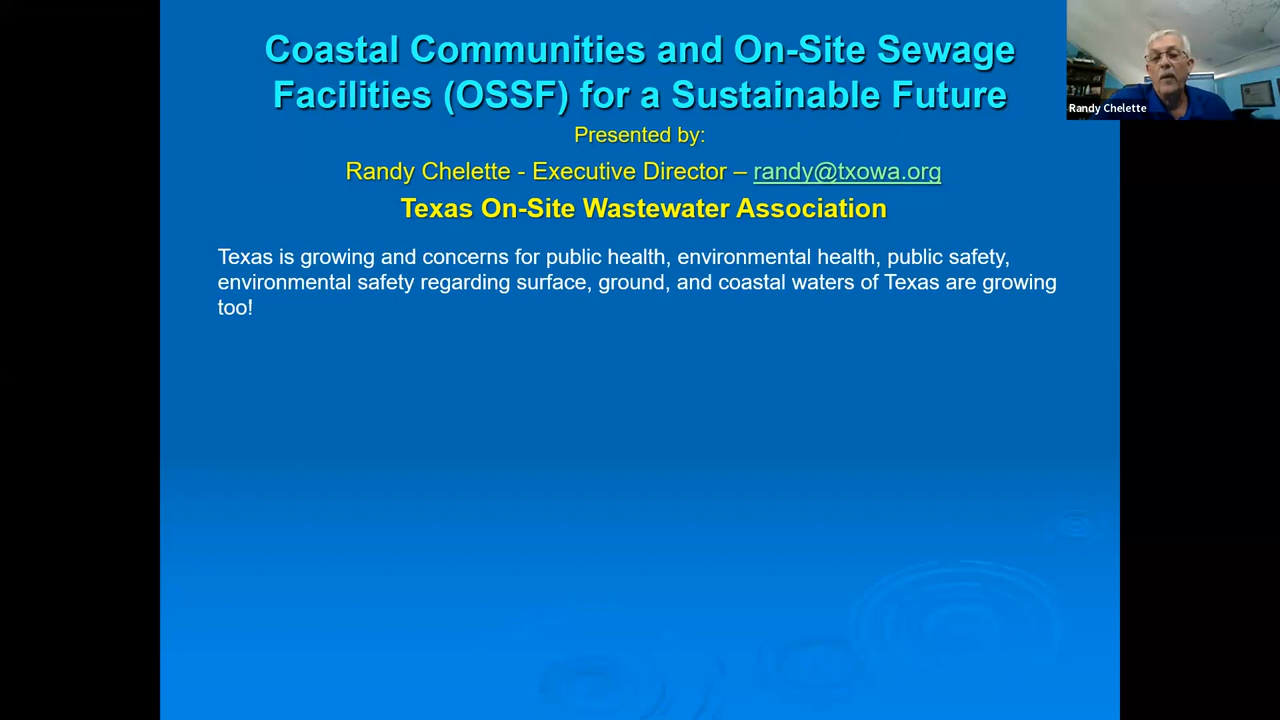 Coastal Communities and On-Site Sewage
Facilities (OSSF) for a Sustainable Future
Presented by:
Randy Chelette - Executive Director – randy@txowa.org
Texas On-Site Wastewater Association
Texas is growing and concerns for public health, environmental health, public safety,
environmental safety regarding surface, ground, and coastal waters of Texas are growing
too!
Randy Chelette